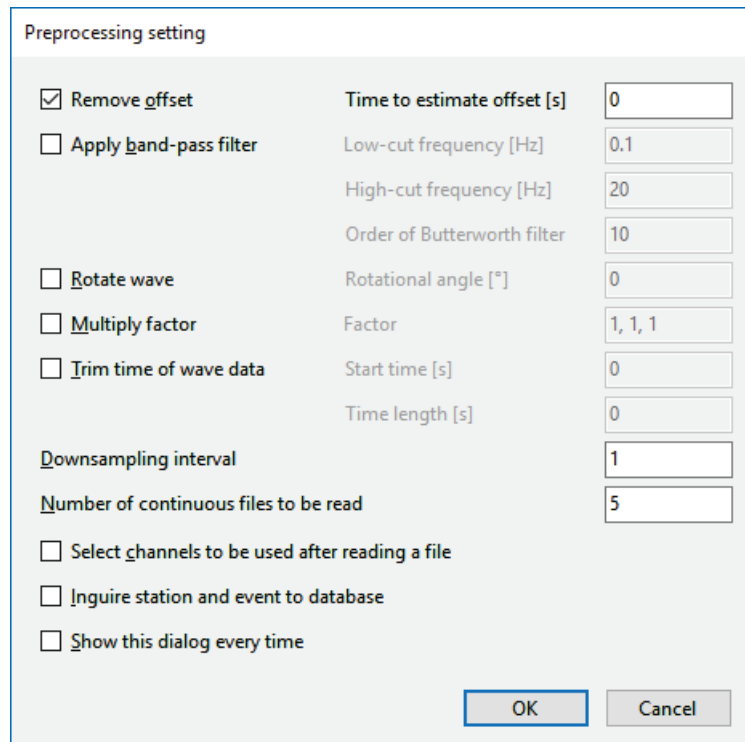 Preprocessing setting
Remove offset Time to estimate offset [s] 0
Apply band-pass filter Low-cut frequency [Hz] 0.1
High-cut frequency [Hz] 20
Order of Butterworth filter 10
Rotate wave Rotational angle [°] 0
Multiply factor Factor 1, 1, 1
Trim time of wave data Start time [s] 0
Time length [s] 0
Downsampling interval 1
Number of continuous files to be read 5
Select channels to be used after reading a file
Inguire station and event to database
Show this dialog every time
OK Cancel